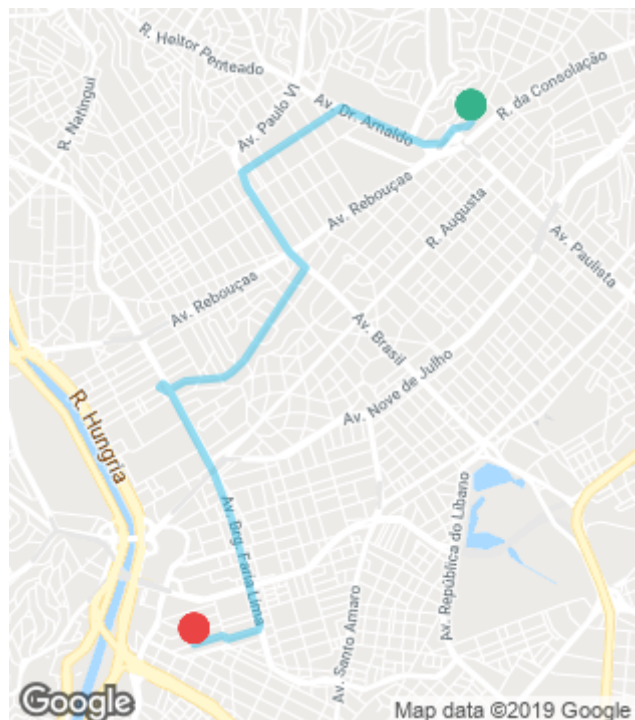 R. Heitor Penteado
R. Natingui
Av. Paulo VI
Av. Dr. Arnaldo
R. da Consolação
Av. Rebouças
R. Augusta
Av. Paulista
Av. Rebouças
Av. Brasil
Av. Nove de Julho
R. Hungria
Av. Brg. Faria Lima
Av. República do Líbano
Av. Santo Amaro
Google
Map data ©2019 Google